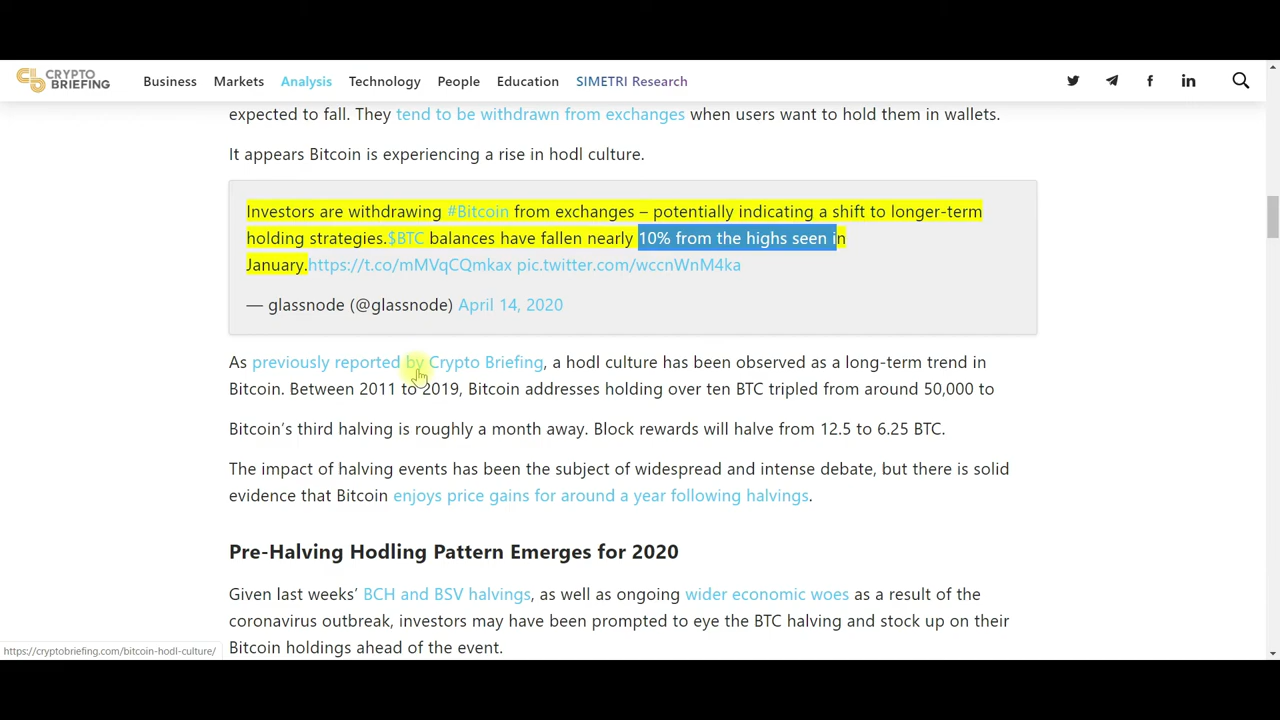 CRYPTO
BRIEFING
Business Markets Analysis Technology People Education SIMETRI Research
expected to fall. They tend to be withdrawn from exchanges when users want to hold them in wallets.
It appears Bitcoin is experiencing a rise in hodl culture.
Investors are withdrawing #Bitcoin from exchanges – potentially indicating a shift to longer-term
holding strategies.$BTC balances have fallen nearly 10% from the highs seen in
January.https://t.co/mMVqCQmkax pic.twitter.com/wccnWnM4ka
— glassnode (@glassnode) April 14, 2020
As previously reported by Crypto Briefing, a hodl culture has been observed as a long-term trend in
Bitcoin. Between 2011 to 2019, Bitcoin addresses holding over ten BTC tripled from around 50,000 to
Bitcoin’s third halving is roughly a month away. Block rewards will halve from 12.5 to 6.25 BTC.
The impact of halving events has been the subject of widespread and intense debate, but there is solid
evidence that Bitcoin enjoys price gains for around a year following halvings.
Pre-Halving Hodling Pattern Emerges for 2020
Given last weeks’ BCH and BSV halvings, as well as ongoing wider economic woes as a result of the
coronavirus outbreak, investors may have been prompted to eye the BTC halving and stock up on their
Bitcoin holdings ahead of the event.
https://cryptobriefing.com/bitcoin-hodl-culture/